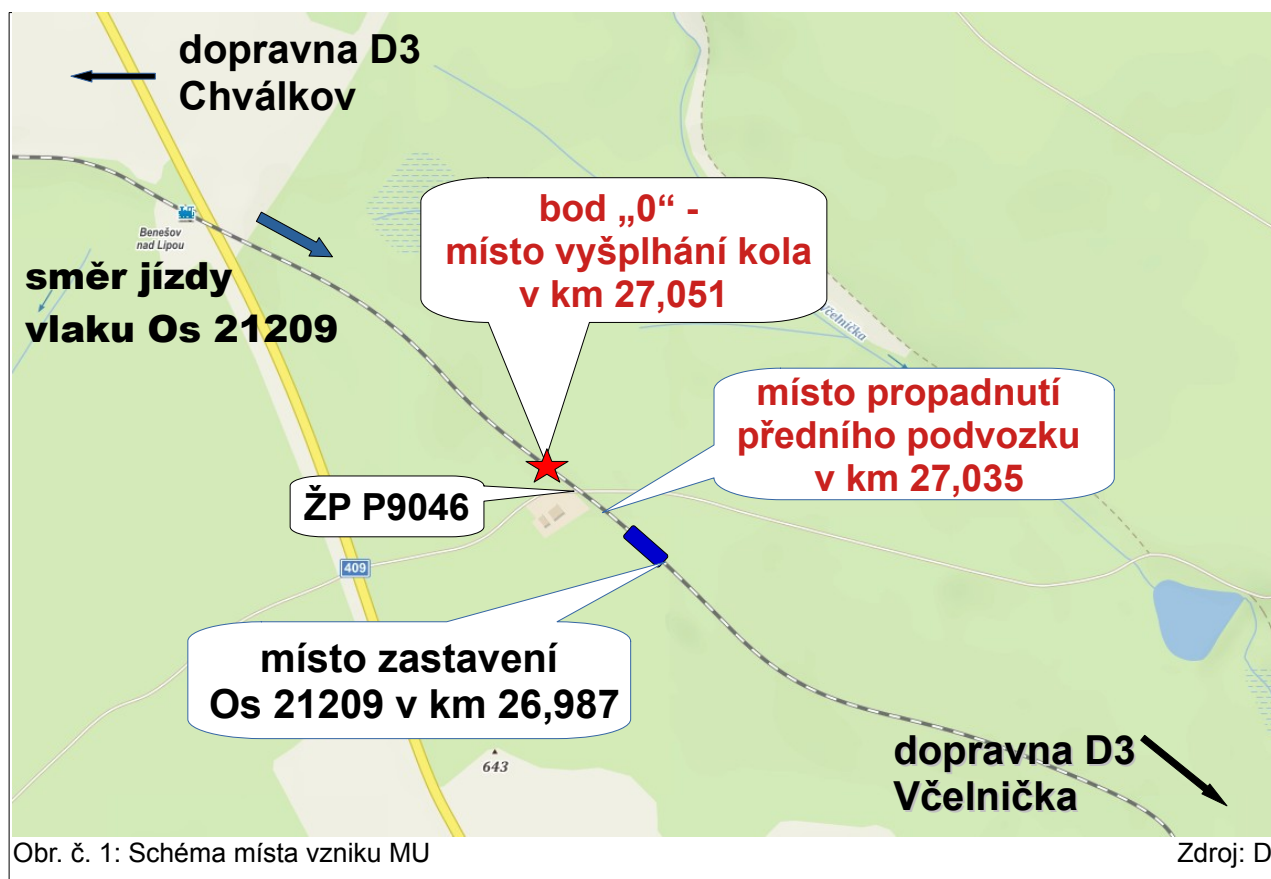 dopravna D3
Chválkov
Benešov
nad Lipou
směr jízdy
vlaku Os 21209
bod „0“ -
místo vyšplhání kola
v km 27,051
Včelnička
místo propadnutí
předního podvozku
v km 27,035
ŽP P9046
409
místo zastavení
Os 21209 v km 26,987
643
dopravna D3
Včelnička
Obr. č. 1: Schéma místa vzniku MU
Zdroj: D